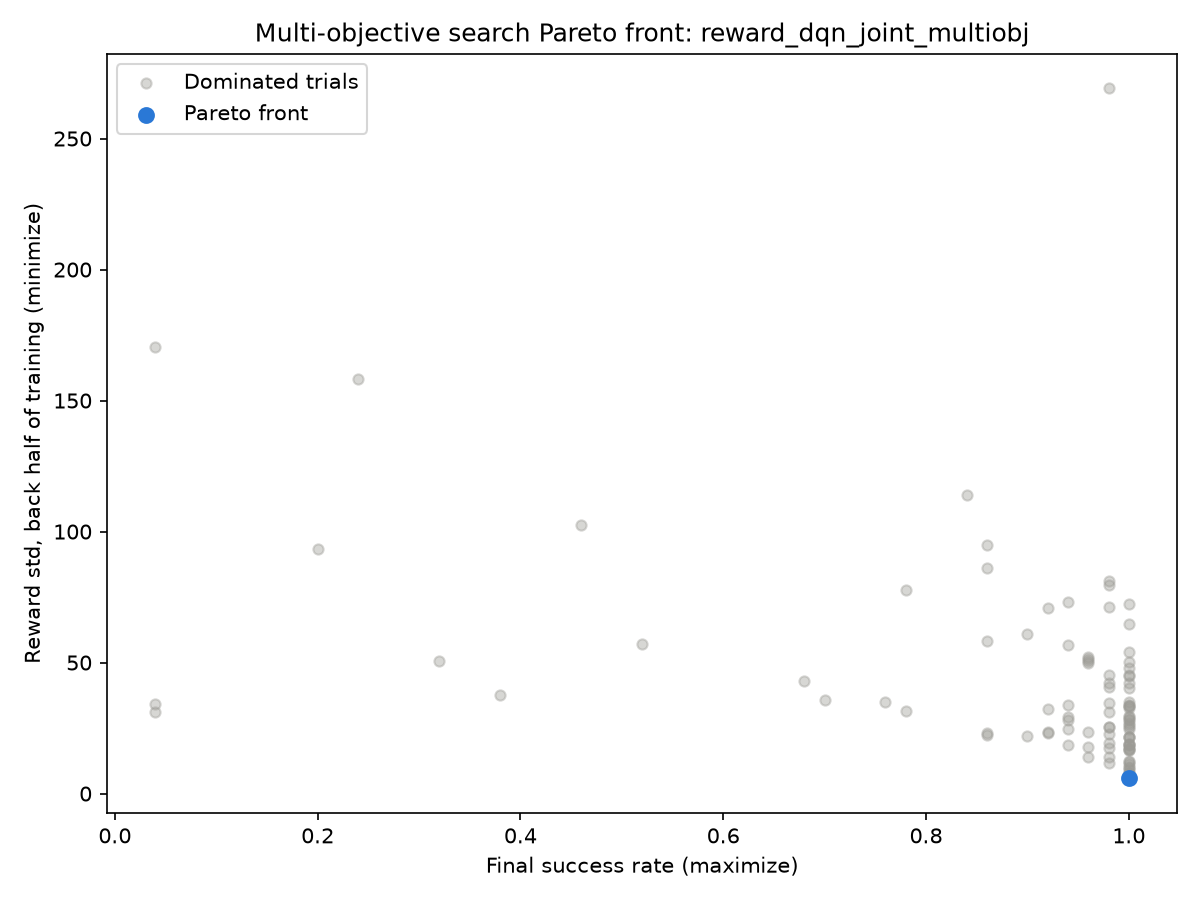 Multi-objective search Pareto front: reward_dqn_joint_multiobj
Dominated trials
Pareto front
Reward std, back half of training (minimize)
250
200
150
100
50
0
0.0 0.2 0.4 0.6 0.8 1.0
Final success rate (maximize)